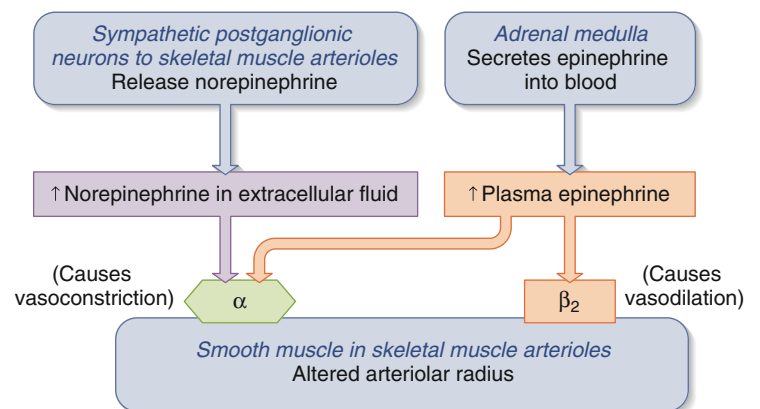 Sympathetic postganglionic
neurons to skeletal muscle arterioles
Release norepinephrine
Adrenal medulla
Secretes epinephrine
into blood
↑ Norepinephrine in extracellular fluid
↑ Plasma epinephrine
(Causes
vasoconstriction)
α
β₂
(Causes
vasodilation)
Smooth muscle in skeletal muscle arterioles
Altered arteriolar radius